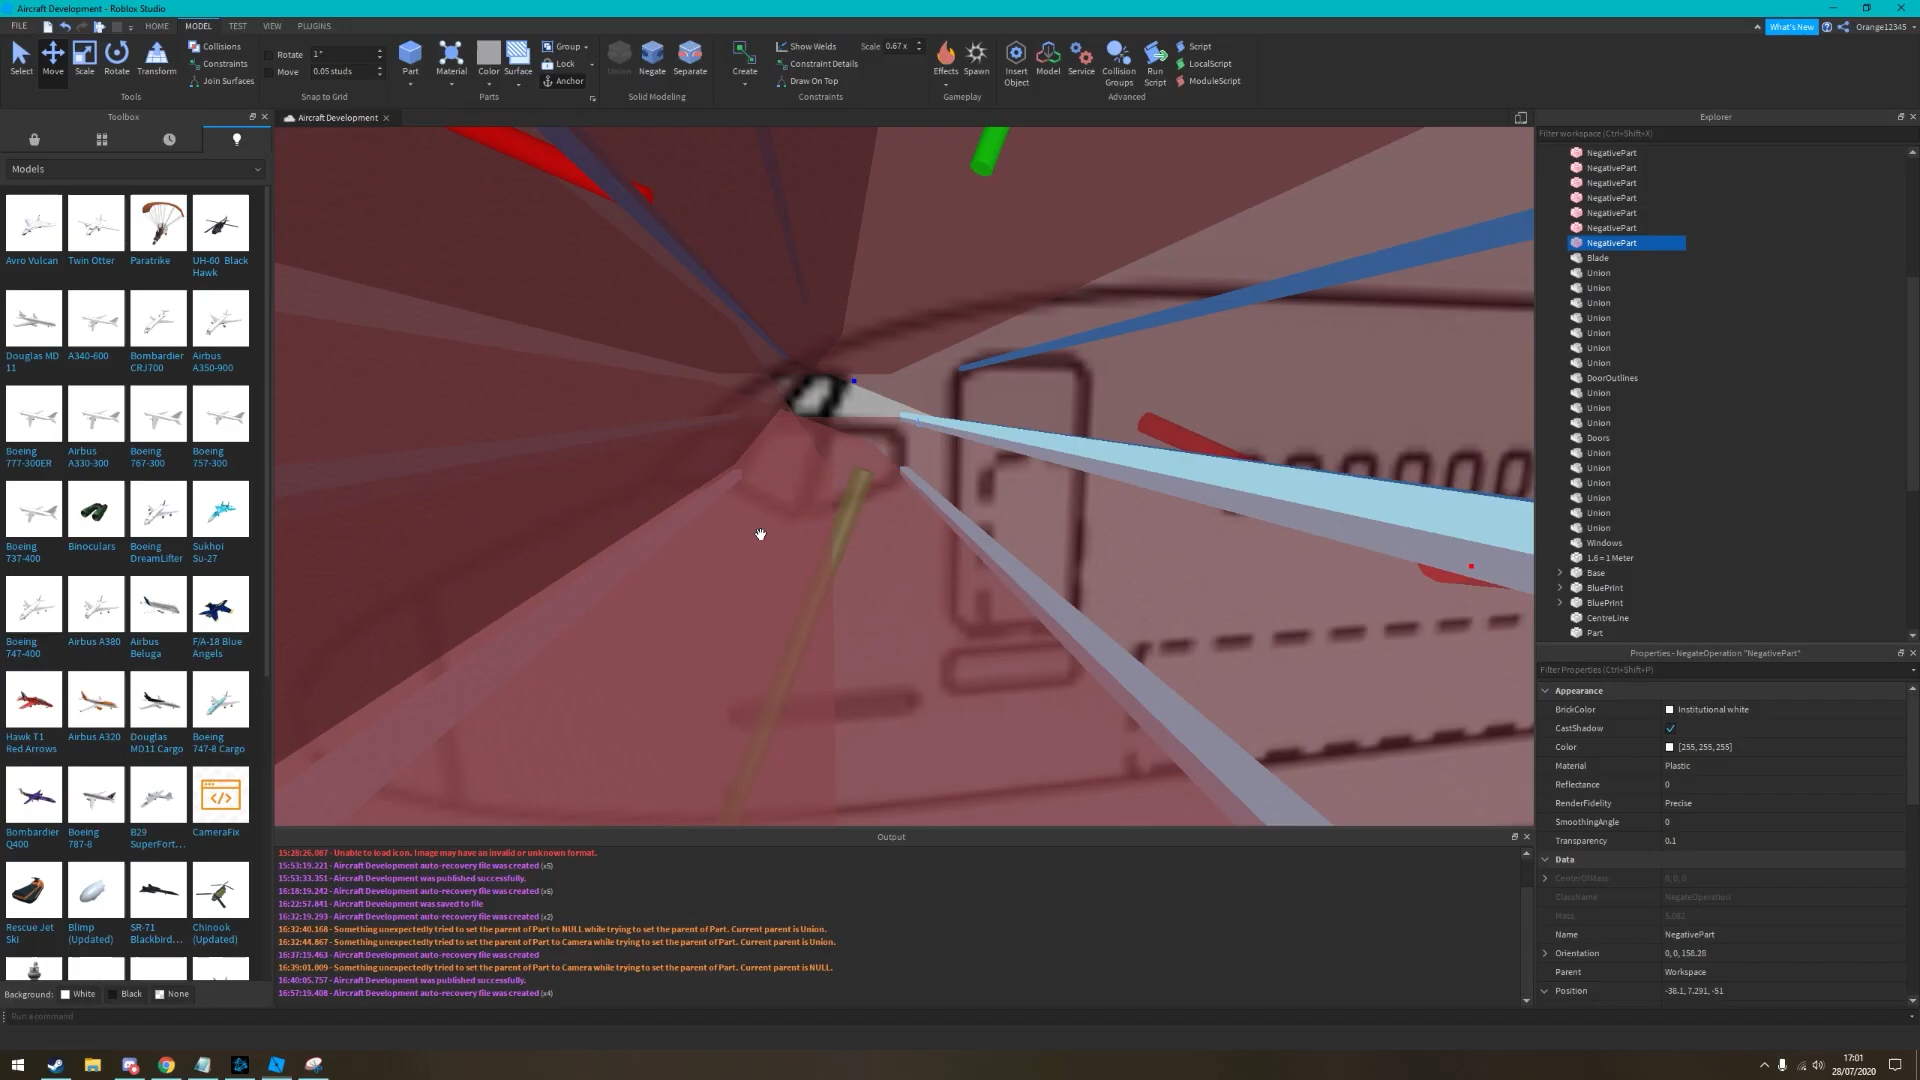 Aircraft Development - Roblox Studio
FILE HOME MODEL TEST VIEW PLUGINS
What's New Orange12345
Select Move Scale Rotate Transform
Collisions
Constraints
Join Surfaces
Tools
Rotate 1°
Move 0.05 studs
Snap to Grid
Part Material Color Surface
Group
Lock
Anchor
Parts
Union Negate Separate
Solid Modeling
Create
Show Welds
Constraint Details
Draw On Top
Scale 0.67 x
Constraints
Effects Spawn
Gameplay
Insert Object
Model
Service
Collision Groups
Run Script
Script
LocalScript
ModuleScript
Advanced
Toolbox
Models
Avro Vulcan Twin Otter Paratrike UH-60 Black Hawk
Douglas MD 11 A340-600 Bombardier CRJ700 Airbus A350-900
Boeing 777-300ER Airbus A330-300 Boeing 767-300 Boeing 757-300
Boeing 737-400 Binoculars Boeing DreamLifter Sukhoi Su-27
Boeing 747-400 Airbus A380 Airbus Beluga F/A-18 Blue Angels
Hawk T1 Red Arrows Airbus A320 Douglas MD11 Cargo Boeing 747-8 Cargo
Bombardier Q400 Boeing 787-8 B29 SuperFort... CameraFix
Rescue Jet Ski Blimp (Updated) SR-71 Blackbird... Chinook (Updated)
Background: White Black None
Run a command
Aircraft Development
Output
15:28:26.087 - Unable to load icon. Image may have an invalid or unknown format.
15:53:19.221 - Aircraft Development auto-recovery file was created (x5)
15:53:33.351 - Aircraft Development was published successfully.
16:18:19.242 - Aircraft Development auto-recovery file was created (x5)
16:22:57.841 - Aircraft Development was saved to file
16:32:19.293 - Aircraft Development auto-recovery file was created (x2)
16:32:40.168 - Something unexpectedly tried to set the parent of Part to NULL while trying to set the parent of Part. Current parent is Union.
16:32:44.867 - Something unexpectedly tried to set the parent of Part to Camera while trying to set the parent of Part. Current parent is Union.
16:37:19.463 - Aircraft Development auto-recovery file was created
16:39:01.009 - Something unexpectedly tried to set the parent of Part to Camera while trying to set the parent of Part. Current parent is NULL.
16:40:05.757 - Aircraft Development was published successfully.
16:57:19.408 - Aircraft Development auto-recovery file was created (x4)
Explorer
Filter workspace (Ctrl+Shift+X)
NegativePart
NegativePart
NegativePart
NegativePart
NegativePart
NegativePart
NegativePart
Blade
Union
Union
Union
Union
Union
Union
Union
DoorOutlines
Union
Union
Union
Doors
Union
Union
Union
Union
Union
Union
Windows
1.6 = 1 Meter
Base
BluePrint
BluePrint
CentreLine
Part
Properties - NegateOperation "NegativePart"
Filter Properties (Ctrl+Shift+P)
Appearance
BrickColor Institutional white
CastShadow
Color [255, 255, 255]
Material Plastic
Reflectance 0
RenderFidelity Precise
SmoothingAngle 0
Transparency 0.1
Data
CenterOfMass 0, 0, 0
ClassName NegateOperation
Mass 5.082
Name NegativePart
Orientation 0, 0, 158.28
Parent Workspace
Position -38.1, 7.291, -51
17:01
28/07/2020